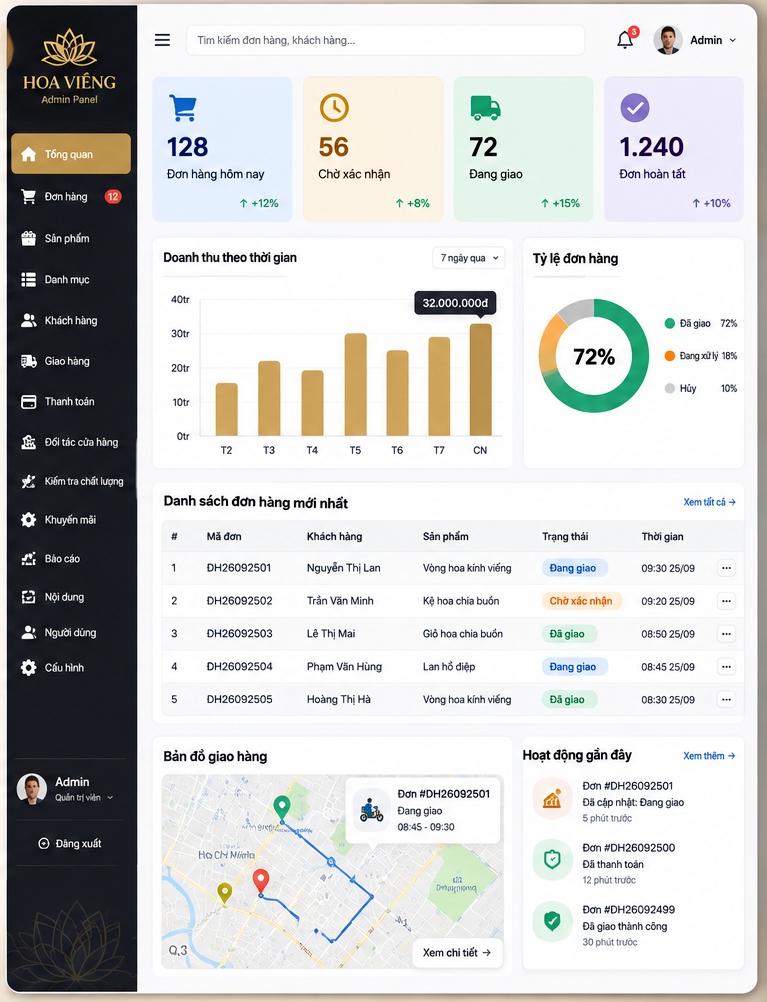 HOA VIẾNG
Admin Panel
Tổng quan
Đơn hàng 12
Sản phẩm
Danh mục
Khách hàng
Giao hàng
Thanh toán
Đối tác cửa hàng
Kiểm tra chất lượng
Khuyến mãi
Báo cáo
Nội dung
Người dùng
Cấu hình
Admin
Quản trị viên
Đăng xuất
Tìm kiếm đơn hàng, khách hàng...
3
Admin
128
Đơn hàng hôm nay
↑ +12%
56
Chờ xác nhận
↑ +8%
72
Đang giao
↑ +15%
1.240
Đơn hoàn tất
↑ +10%
Doanh thu theo thời gian
7 ngày qua
40tr
30tr
20tr
10tr
0tr
32.000.000đ
T2 T3 T4 T5 T6 T7 CN
Tỷ lệ đơn hàng
72%
Đã giao 72%
Đang xử lý 18%
Hủy 10%
Danh sách đơn hàng mới nhất
Xem tất cả →
# Mã đơn Khách hàng Sản phẩm Trạng thái Thời gian
1 ĐH26092501 Nguyễn Thị Lan Vòng hoa kính viếng Đang giao 09:30 25/09
2 ĐH26092502 Trần Văn Minh Kệ hoa chia buồn Chờ xác nhận 09:20 25/09
3 ĐH26092503 Lê Thị Mai Giỏ hoa chia buồn Đã giao 08:50 25/09
4 ĐH26092504 Phạm Văn Hùng Lan hồ điệp Đang giao 08:45 25/09
5 ĐH26092505 Hoàng Thị Hà Vòng hoa kính viếng Đã giao 08:30 25/09
Bản đồ giao hàng
Đơn #DH26092501
Đang giao
08:45 - 09:30
Q.3
Xem chi tiết →
Hoạt động gần đây
Xem thêm →
Đơn #DH26092501
Đã cập nhật: Đang giao
5 phút trước
Đơn #DH26092500
Đã thanh toán
12 phút trước
Đơn #DH26092499
Đã giao thành công
30 phút trước